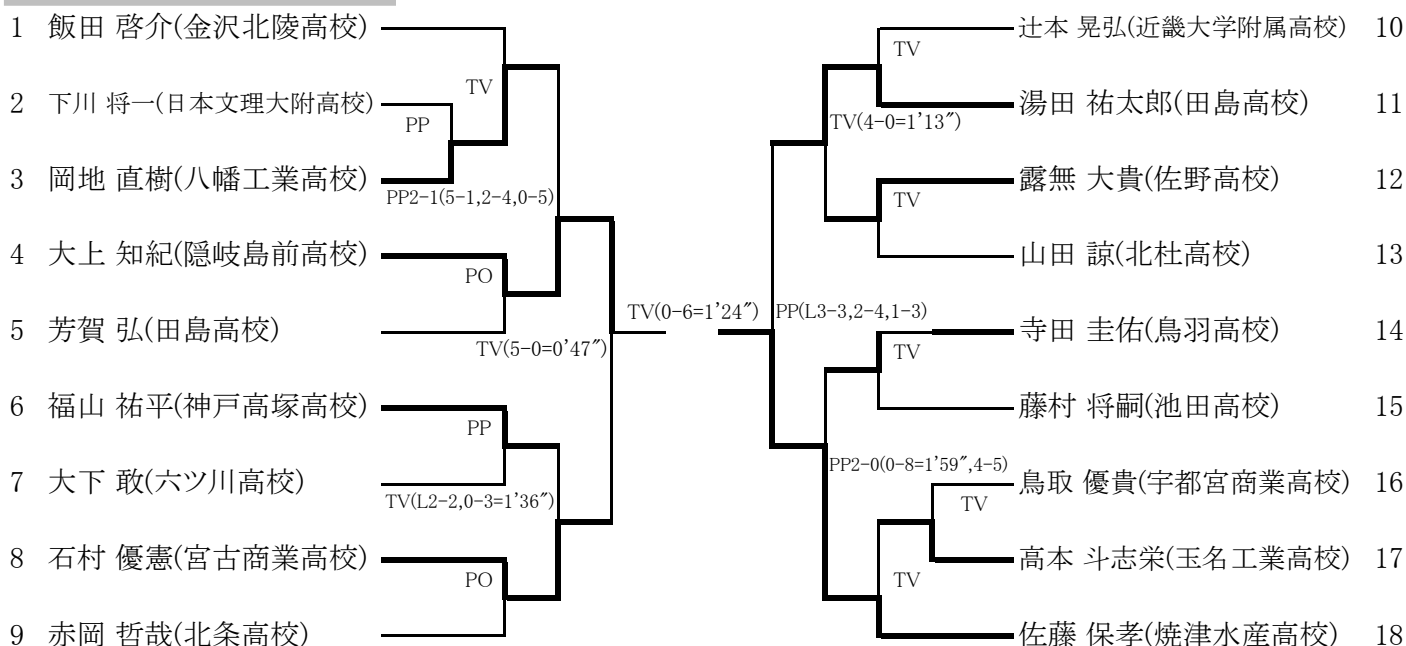 1 飯田 啓介(金沢北陵高校)
TV
2 下川 将一(日本文理大附高校)
PP
3 岡地 直樹(八幡工業高校)
PP2-1(5-1,2-4,0-5)
4 大上 知紀(隠岐島前高校)
PO
5 芳賀 弘(田島高校)
TV(5-0=0'47″)
6 福山 祐平(神戸高塚高校)
PP
7 大下 敢(六ツ川高校)
TV(L2-2,0-3=1'36″)
8 石村 優憲(宮古商業高校)
PO
9 赤岡 哲哉(北条高校)
TV(0-6=1'24″)
PP(L3-3,2-4,1-3)
辻本 晃弘(近畿大学附属高校) 10
TV
湯田 祐太郎(田島高校) 11
TV(4-0=1'13″)
露無 大貴(佐野高校) 12
TV
山田 諒(北杜高校) 13
寺田 圭佑(鳥羽高校) 14
TV
藤村 将嗣(池田高校) 15
PP2-0(0-8=1'59″,4-5)
鳥取 優貴(宇都宮商業高校) 16
TV
高本 斗志栄(玉名工業高校) 17
TV
佐藤 保孝(焼津水産高校) 18